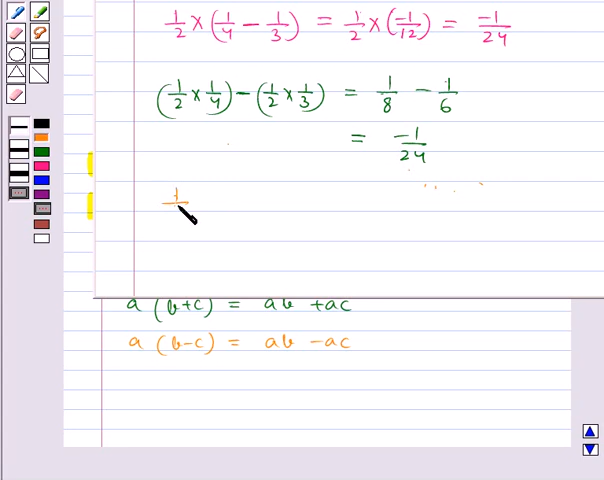 1/2 × (1/4 − 1/3) = 1/2 × (−1/12) = −1/24
(1/2 × 1/4) − (1/2 × 1/3) = 1/8 − 1/6
= −1/24
1
a (b+c) = ab + ac
a (b−c) = ab − ac